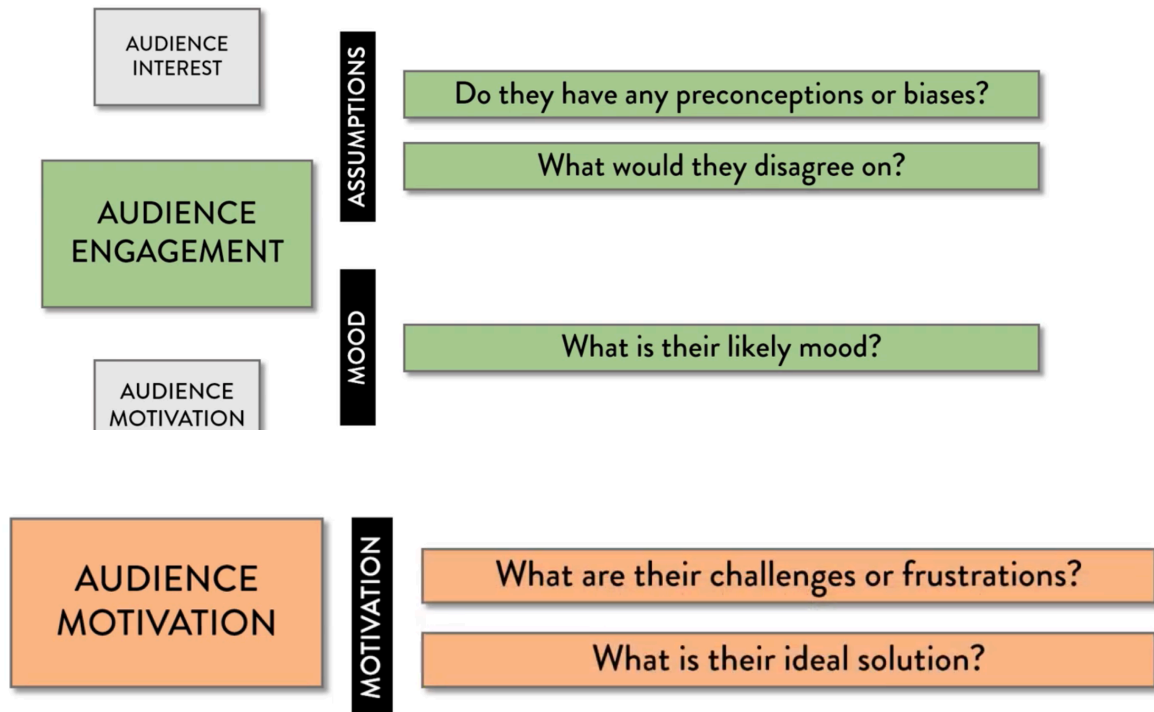 AUDIENCE
INTEREST
ASSUMPTIONS
Do they have any preconceptions or biases?
What would they disagree on?
AUDIENCE
ENGAGEMENT
MOOD
What is their likely mood?
AUDIENCE
MOTIVATION
AUDIENCE
MOTIVATION
MOTIVATION
What are their challenges or frustrations?
What is their ideal solution?